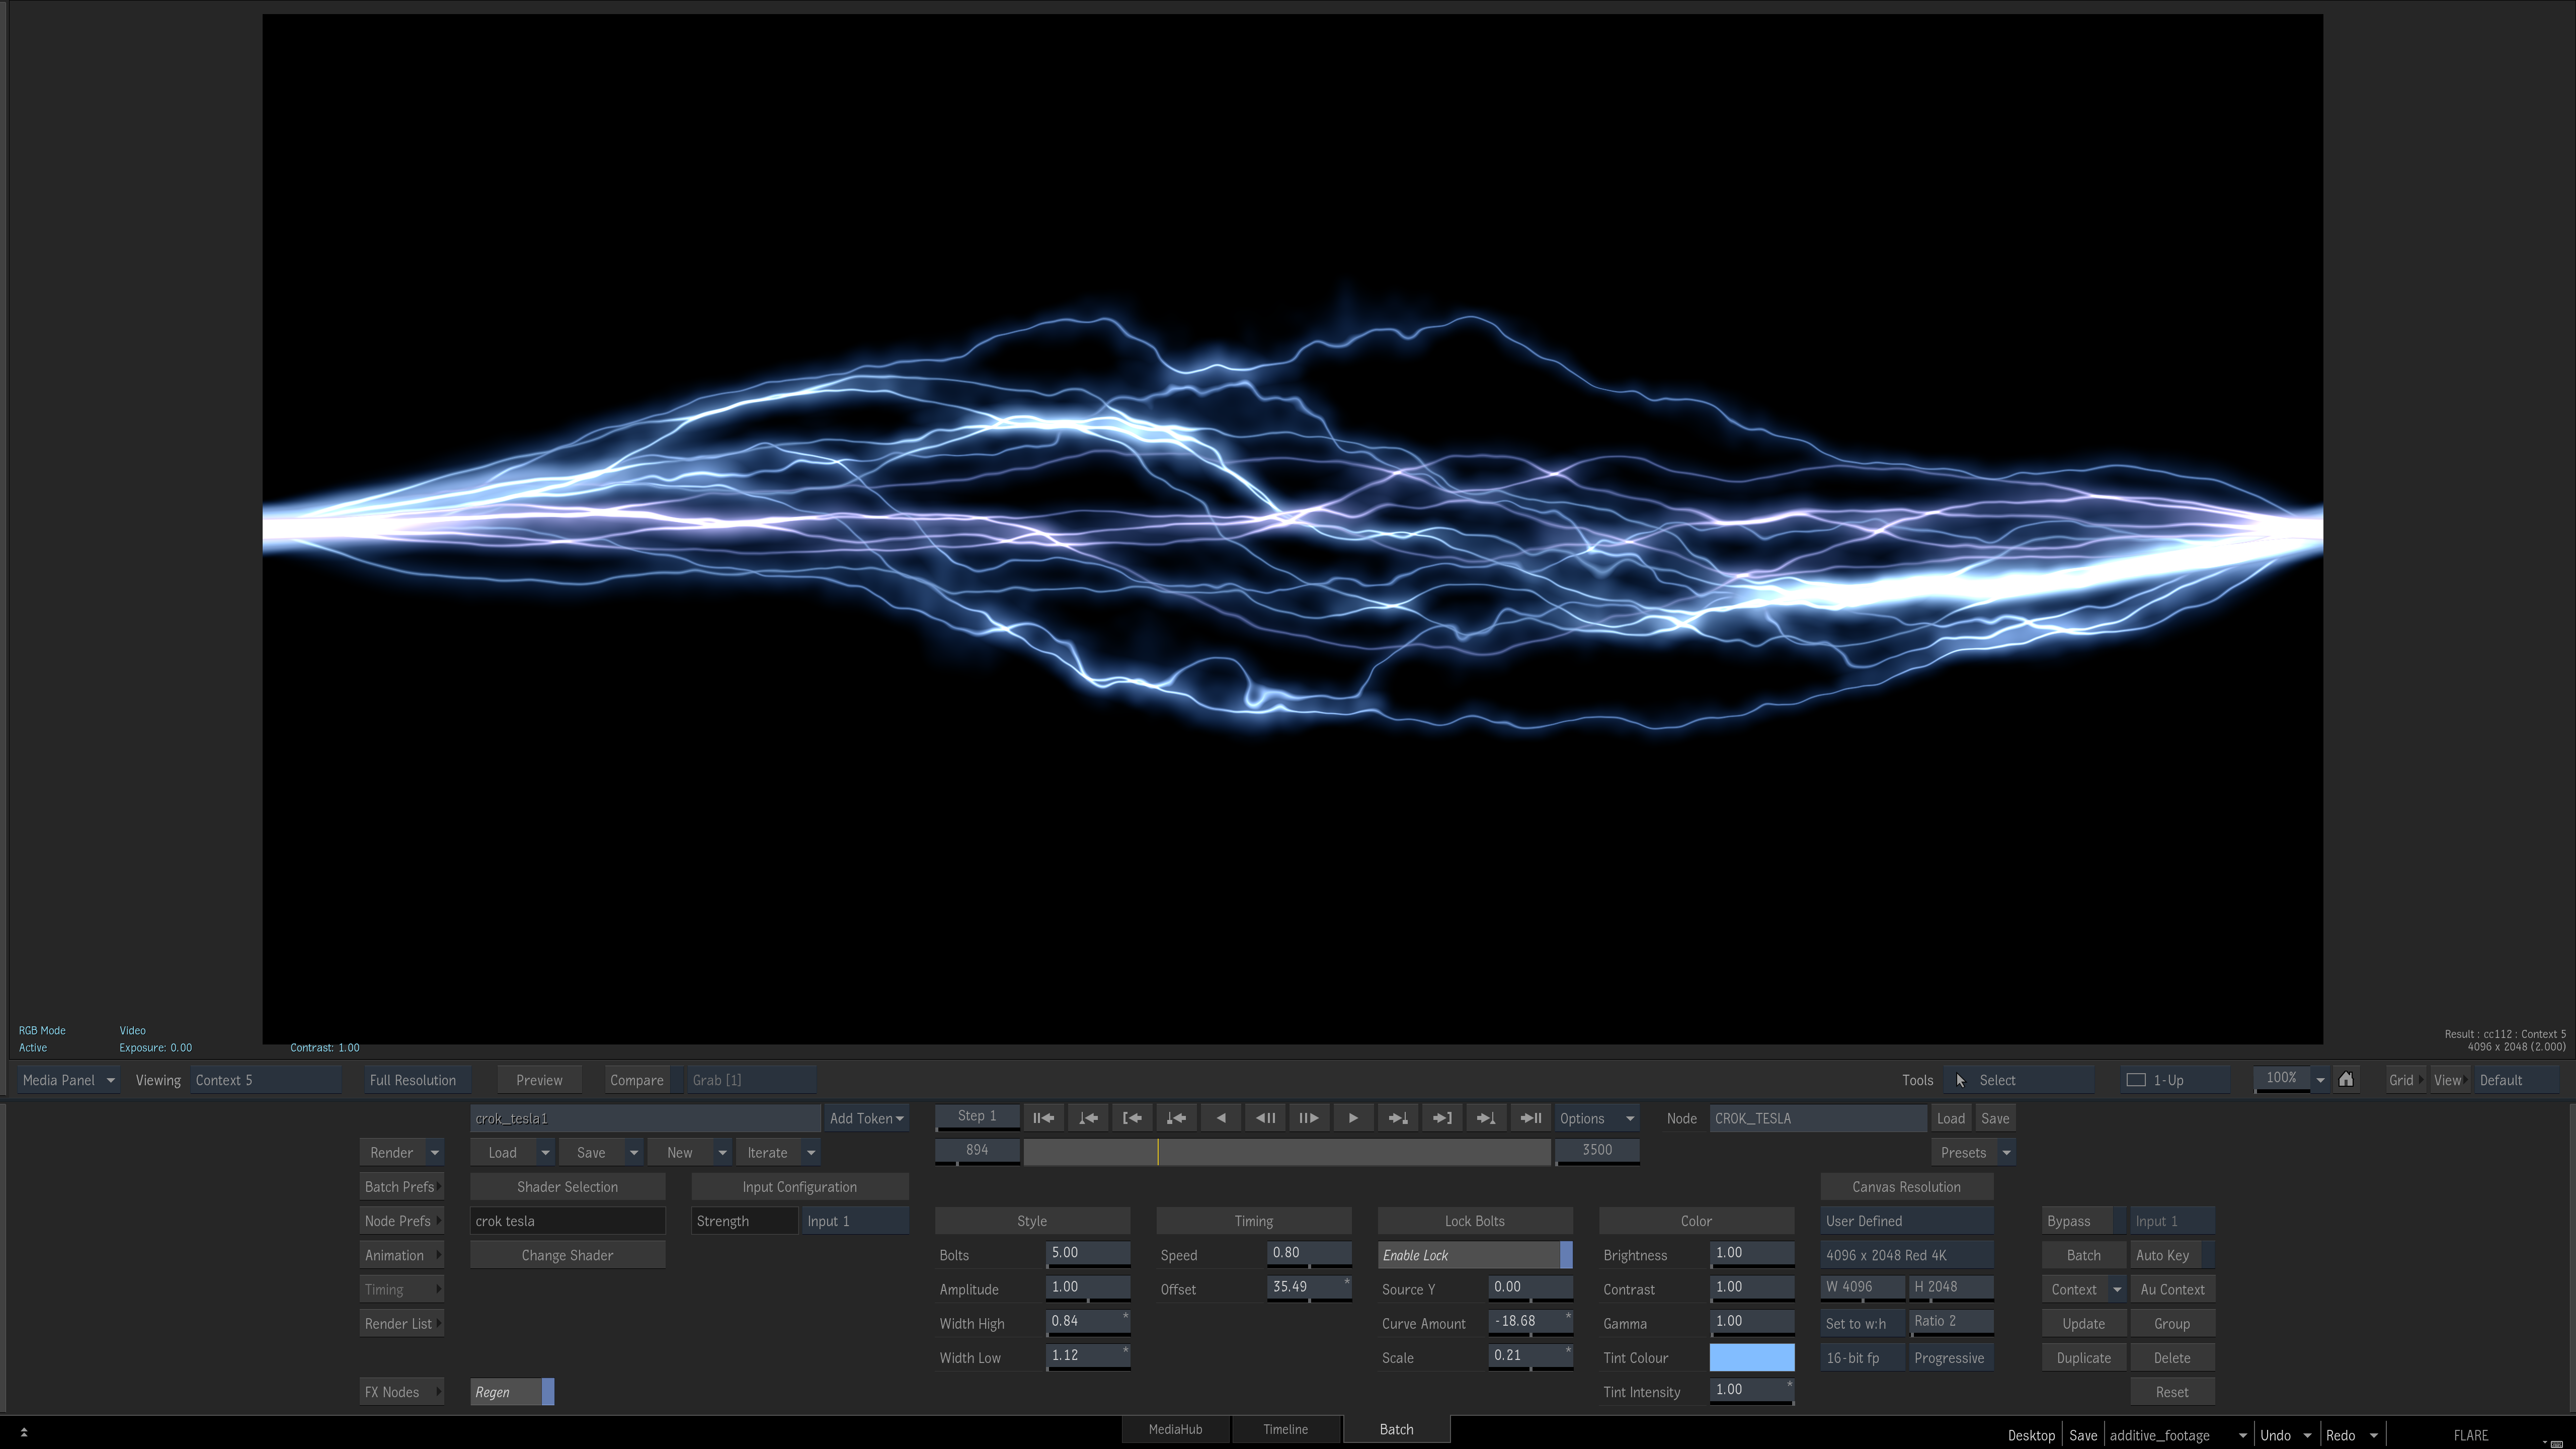 RGB Mode Video
Active Exposure: 0.00 Contrast: 1.00
Result : cc112 : Context 5
4096 x 2048 (2.000)
Media Panel Viewing Context 5 Full Resolution Preview Compare Grab [1] Tools Select 1-Up 100% Grid View Default
crok_tesla1 Add Token Step 1 Options Node CROK_TESLA Load Save
Render Load Save New Iterate 894 3500 Presets
Batch Prefs Shader Selection Input Configuration Canvas Resolution
Node Prefs crok tesla Strength Input 1 Style Timing Lock Bolts Color User Defined Bypass Input 1
Animation Change Shader Bolts 5.00 Speed 0.80 Enable Lock Brightness 1.00 4096 x 2048 Red 4K Batch Auto Key
Timing Amplitude 1.00 Offset 35.49 * Source Y 0.00 Contrast 1.00 W 4096 H 2048 Context Au Context
Render List Width High 0.84 * Curve Amount -18.68 * Gamma 1.00 Set to w:h Ratio 2 Update Group
Width Low 1.12 * Scale 0.21 * Tint Colour 16-bit fp Progressive Duplicate Delete
FX Nodes Regen Tint Intensity 1.00 * Reset
MediaHub Timeline Batch
Desktop Save additive_footage Undo Redo FLARE